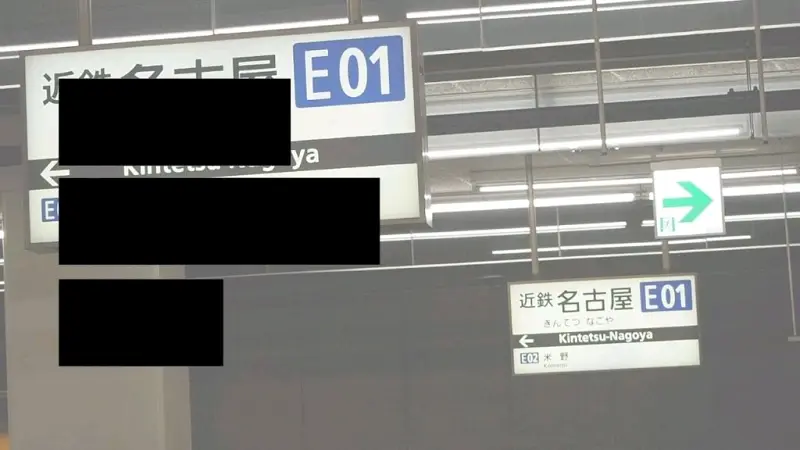 近鉄名古屋 E01
Kintetsu-Nagoya
近鉄名古屋 E01
きんてつ なごや
Kintetsu-Nagoya
E02 米野
Komeno